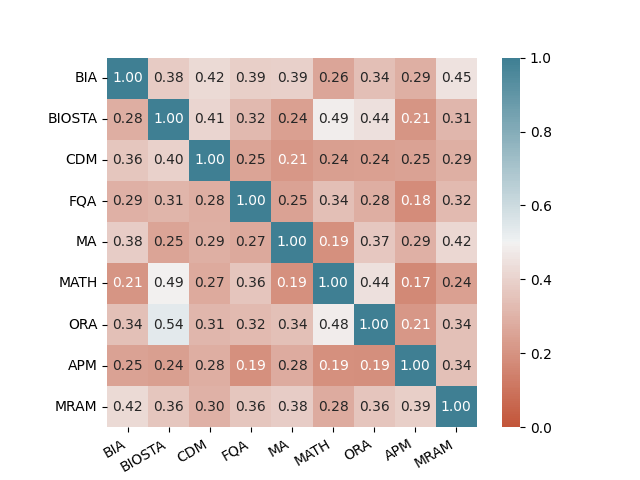 BIA 1.00 0.38 0.42 0.39 0.39 0.26 0.34 0.29 0.45
BIOSTA 0.28 1.00 0.41 0.32 0.24 0.49 0.44 0.21 0.31
CDM 0.36 0.40 1.00 0.25 0.21 0.24 0.24 0.25 0.29
FQA 0.29 0.31 0.28 1.00 0.25 0.34 0.28 0.18 0.32
MA 0.38 0.25 0.29 0.27 1.00 0.19 0.37 0.29 0.42
MATH 0.21 0.49 0.27 0.36 0.19 1.00 0.44 0.17 0.24
ORA 0.34 0.54 0.31 0.32 0.34 0.48 1.00 0.21 0.34
APM 0.25 0.24 0.28 0.19 0.28 0.19 0.19 1.00 0.34
MRAM 0.42 0.36 0.30 0.36 0.38 0.28 0.36 0.39 1.00
BIA BIOSTA CDM FQA MA MATH ORA APM MRAM
1.0
0.8
0.6
0.4
0.2
0.0